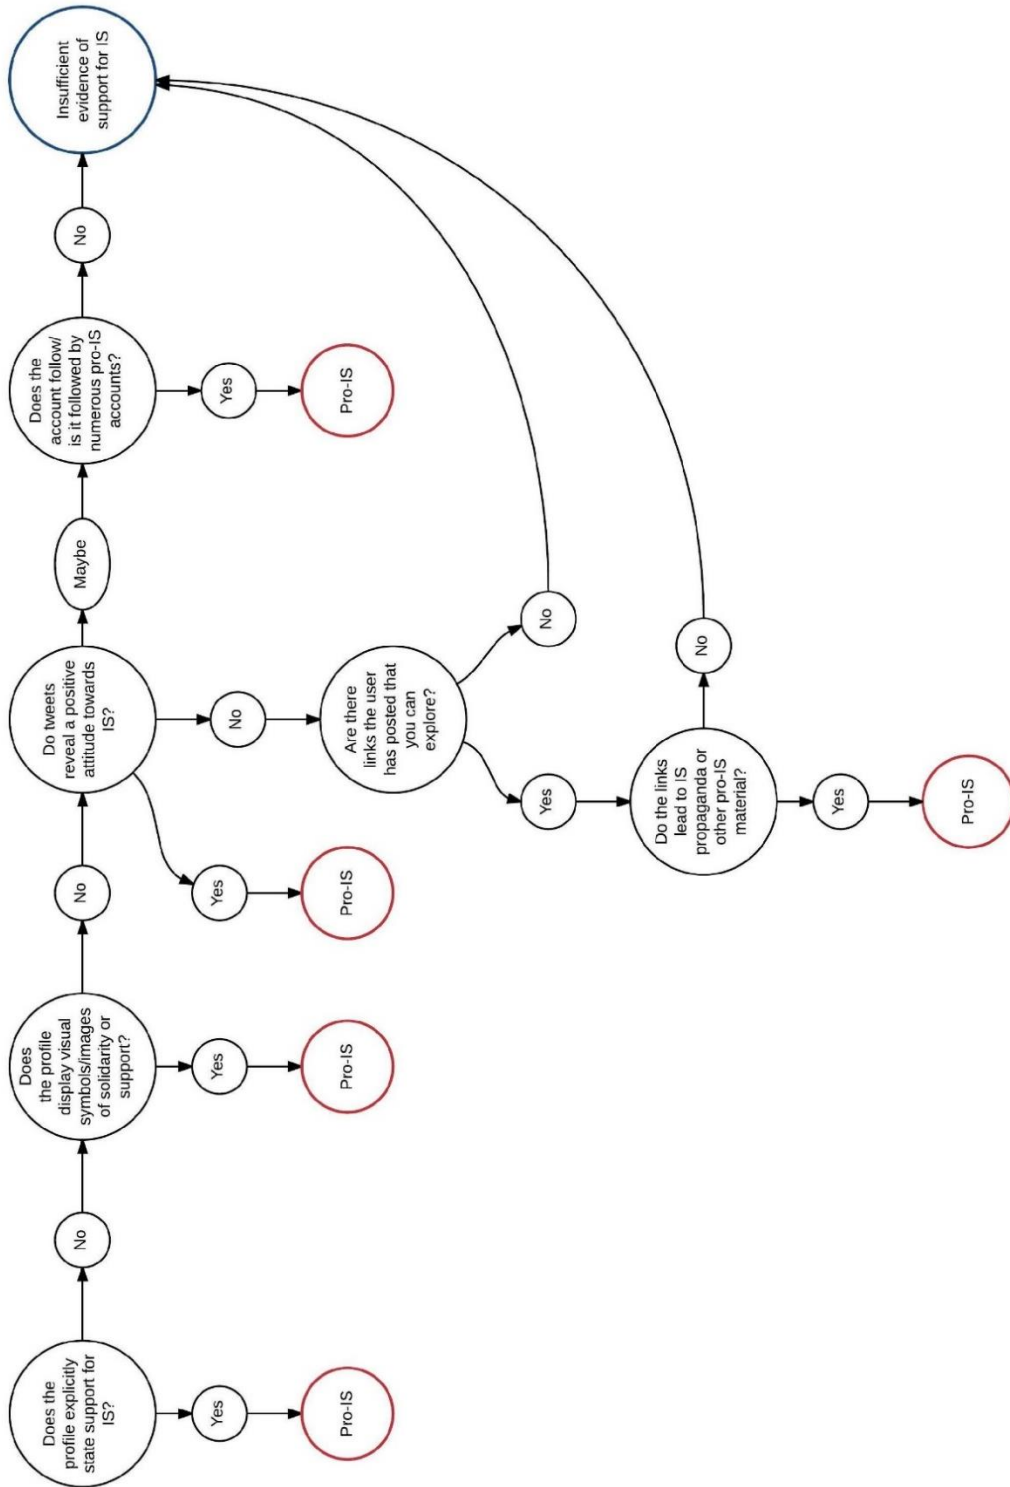 Does the
profile explicitly
state support for
IS?
Yes
Pro-IS
No
Does
the profile
display visual
symbols/images
of solidarity or
support?
Yes
Pro-IS
No
Do tweets
reveal a positive
attitude towards
IS?
Yes
Pro-IS
No
Are there
links the user
has posted that
you can
explore?
Yes
Do the links
lead to IS
propaganda or
other pro-IS
material?
Yes
Pro-IS
No
No
Maybe
Does the
account follow/
is it followed by
numerous pro-IS
accounts?
Yes
Pro-IS
No
Insufficient
evidence of
support for IS